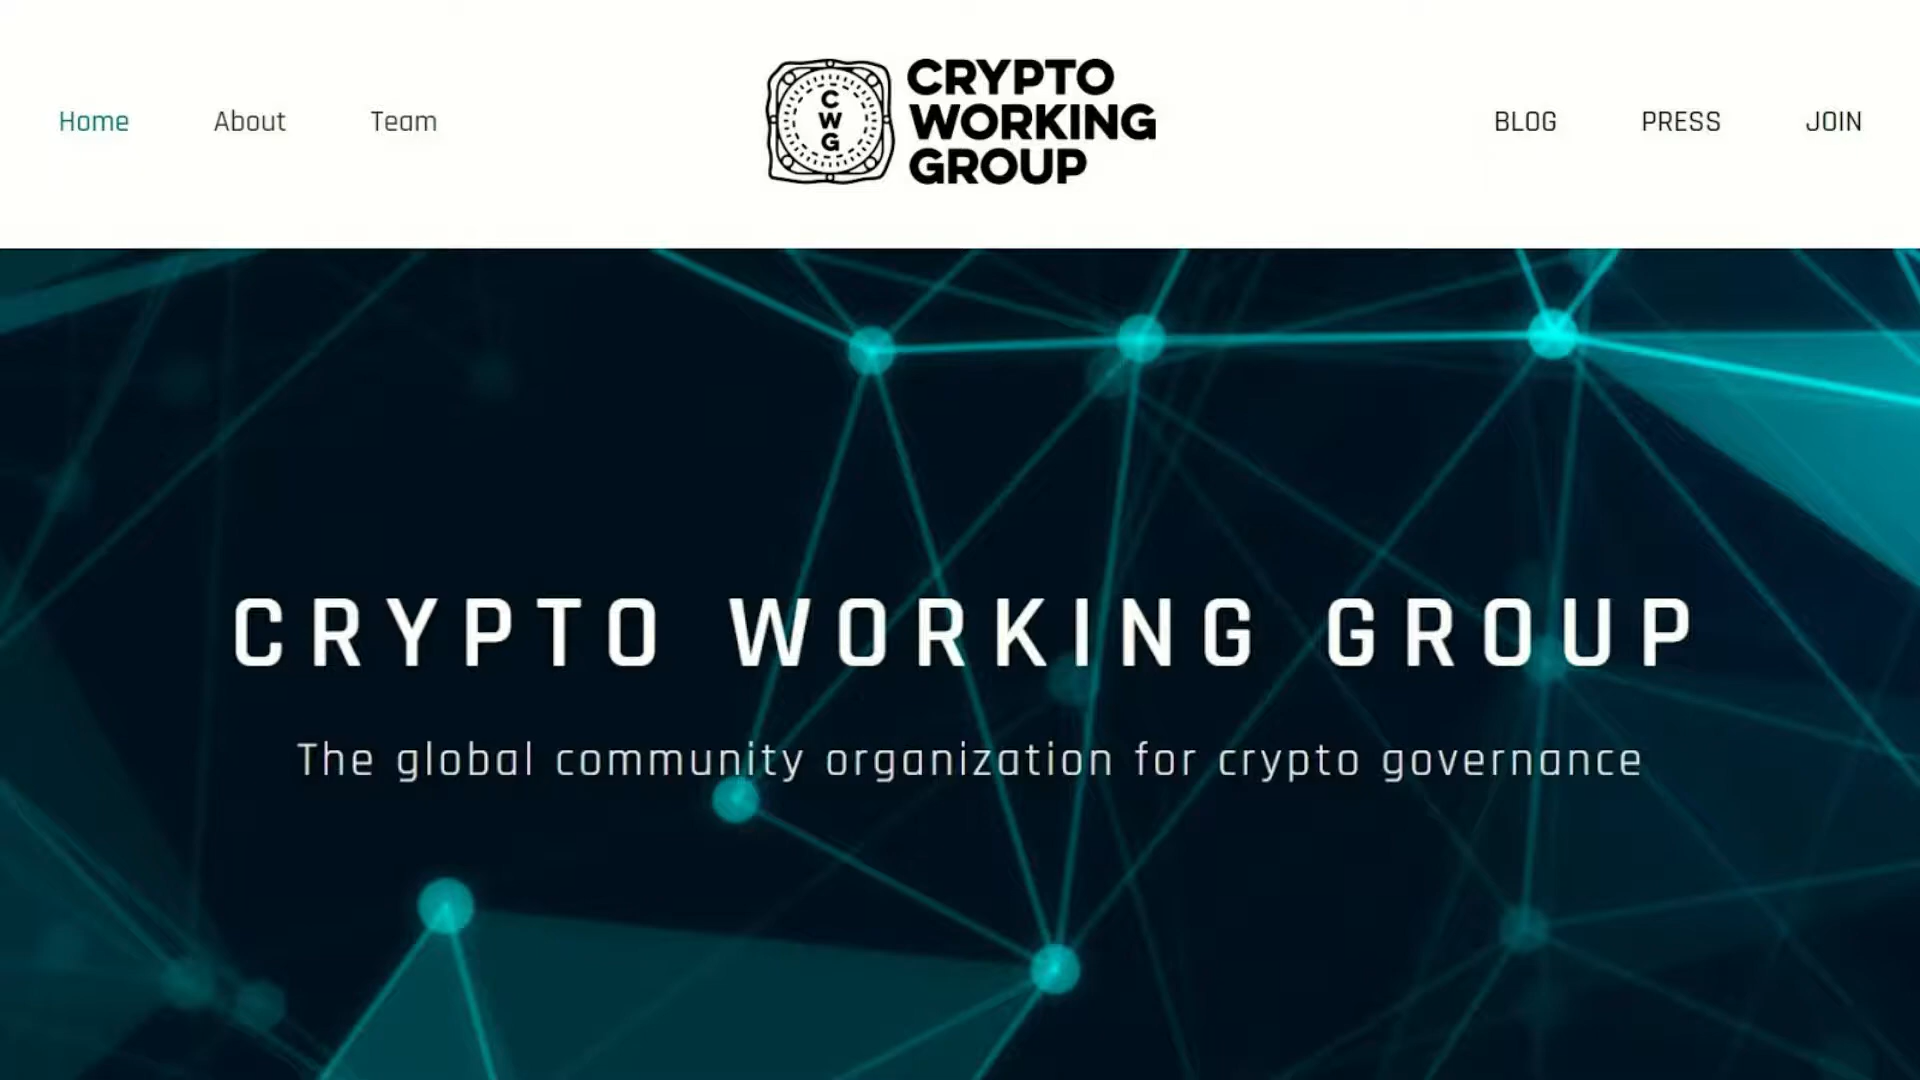 Home
About
Team
C
W
G
CRYPTO
WORKING
GROUP
BLOG
PRESS
JOIN
CRYPTO WORKING GROUP
The global community organization for crypto governance